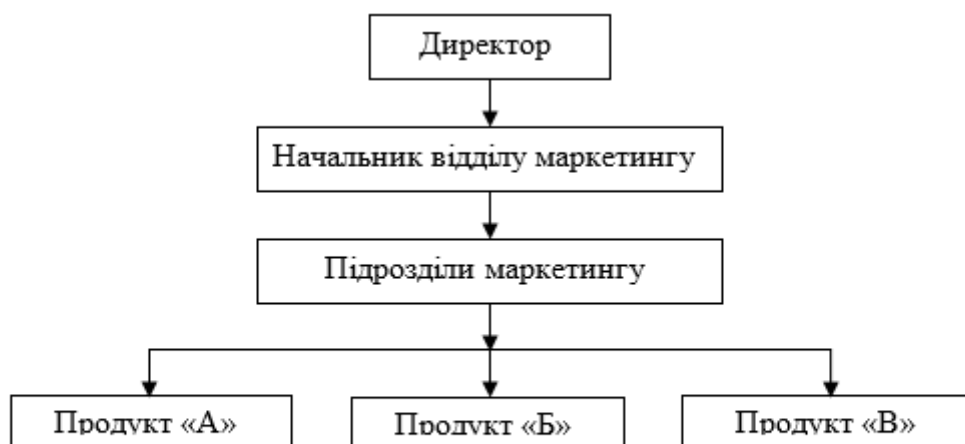 Директор
Начальник відділу маркетингу
Підрозділи маркетингу
Продукт «А»
Продукт «Б»
Продукт «В»